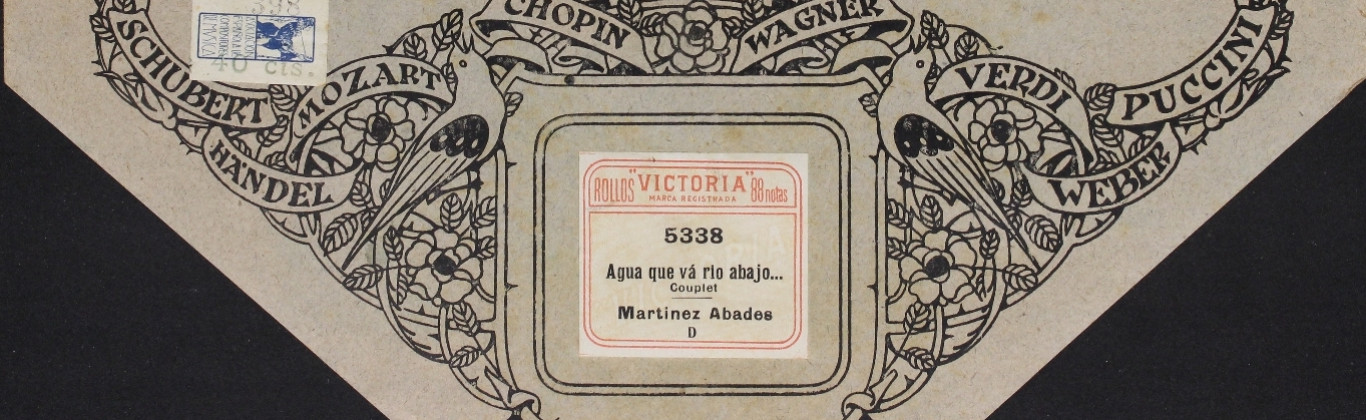 CHOPIN
WAGNER
SCHUBERT
MOZART
VERDI
PUCCINI
HÄNDEL
WEBER
40 cts.
ROLLOS "VICTORIA" 88 notas
MARCA REGISTRADA
5338
Agua que vá rio abajo...
Couplet
Martinez Abades
D